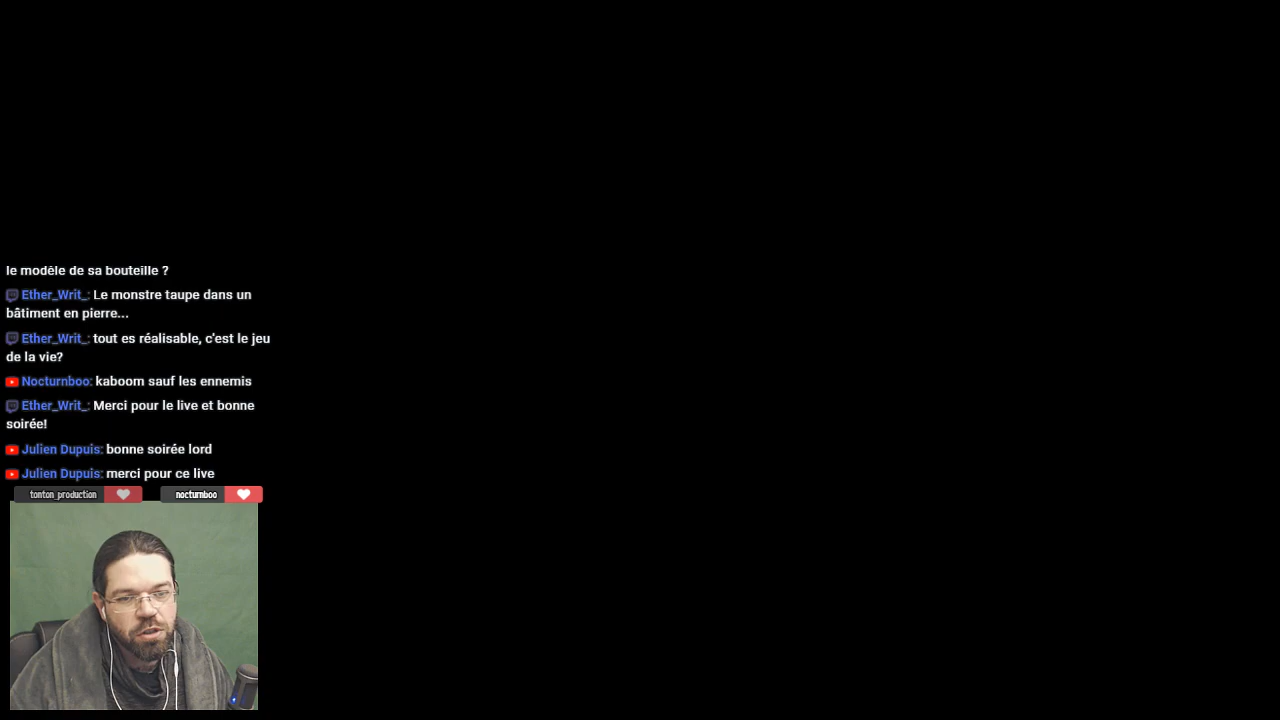 le modèle de sa bouteille ?
Ether_Writ_: Le monstre taupe dans un
bâtiment en pierre...
Ether_Writ_: tout es réalisable, c'est le jeu
de la vie?
Nocturnboo: kaboom sauf les ennemis
Ether_Writ_: Merci pour le live et bonne
soirée!
Julien Dupuis: bonne soirée lord
Julien Dupuis: merci pour ce live
tonton_production
nocturnboo